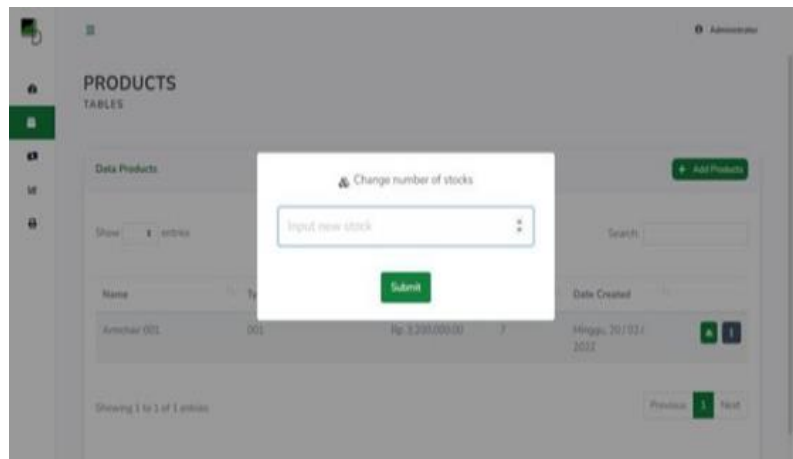 Administrator
PRODUCTS
TABLES
Data Products
+ Add Products
Change number of stocks
Show entries
Search
Input new stock
Submit
Name
Ty
Date Created
Armchair 001 001 Rp 3,200,000.00 7 Minggu, 20 / 03 /
2022
Showing 1 to 1 of 1 entries
Previous 1 Next